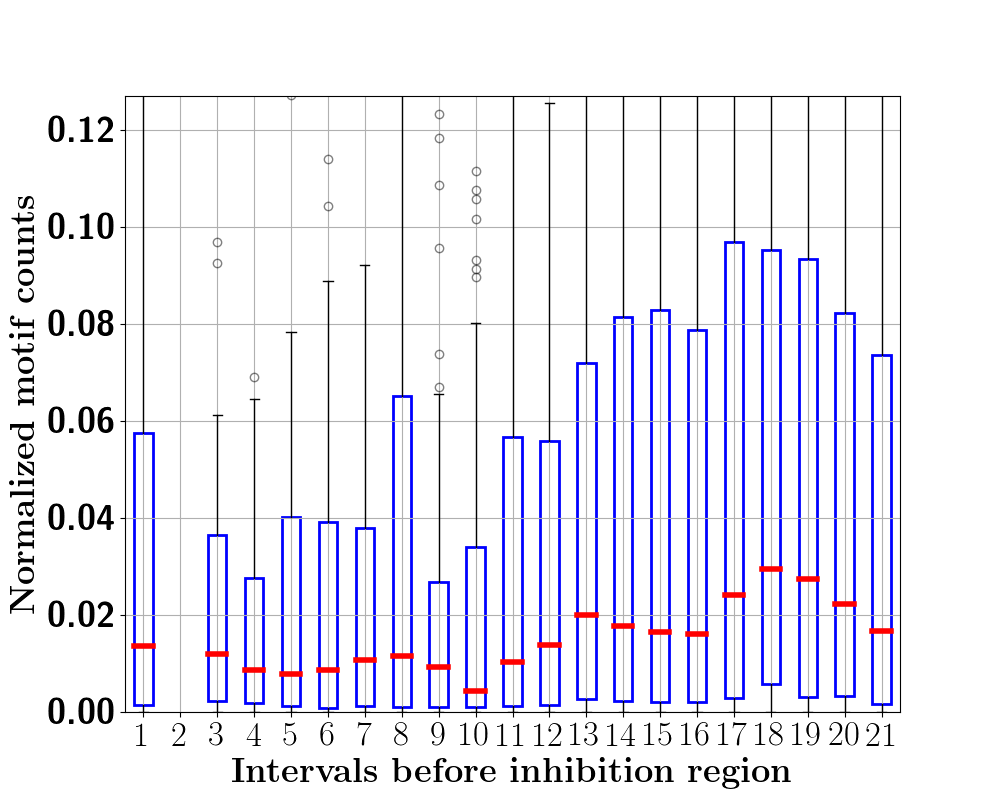 0.12
0.10
0.08
0.06
0.04
0.02
0.00
Normalized motif counts
1 2 3 4 5 6 7 8 9 10 11 12 13 14 15 16 17 18 19 20 21
Intervals before inhibition region